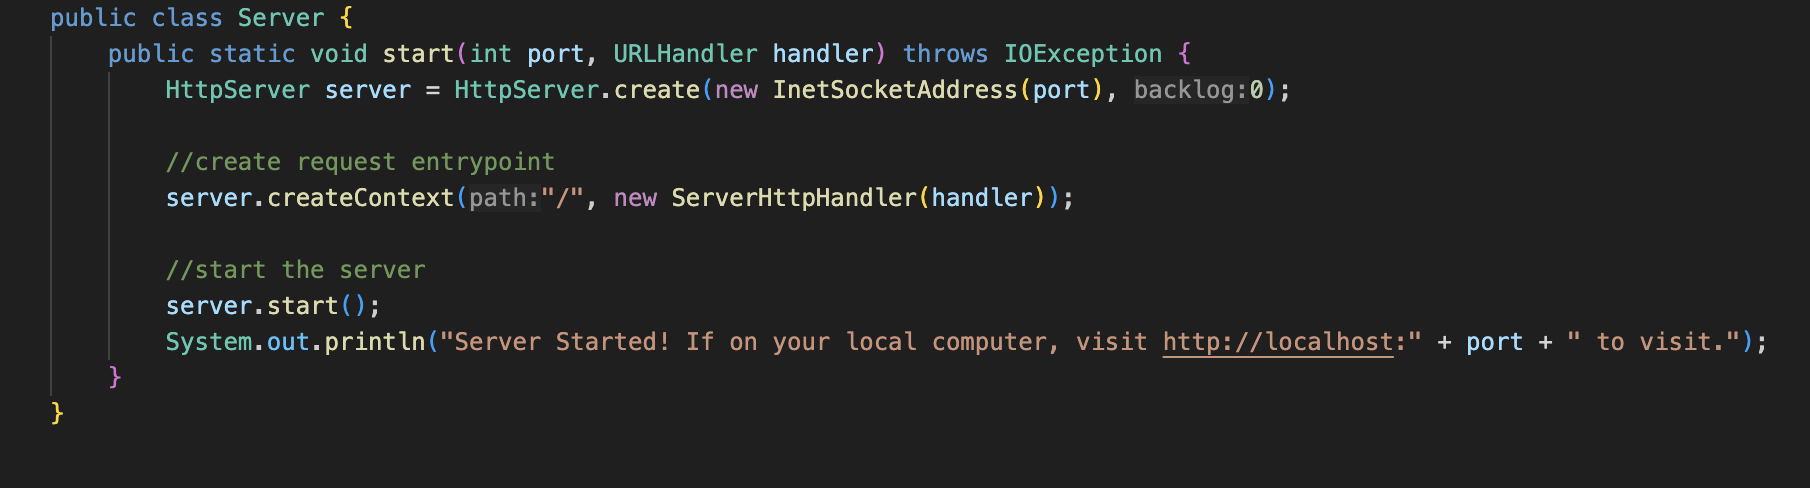 public class Server {
public static void start(int port, URLHandler handler) throws IOException {
HttpServer server = HttpServer.create(new InetSocketAddress(port), backlog:0);
//create request entrypoint
server.createContext(path:"/", new ServerHttpHandler(handler));
//start the server
server.start();
System.out.println("Server Started! If on your local computer, visit http://localhost:" + port + " to visit.");
}
}